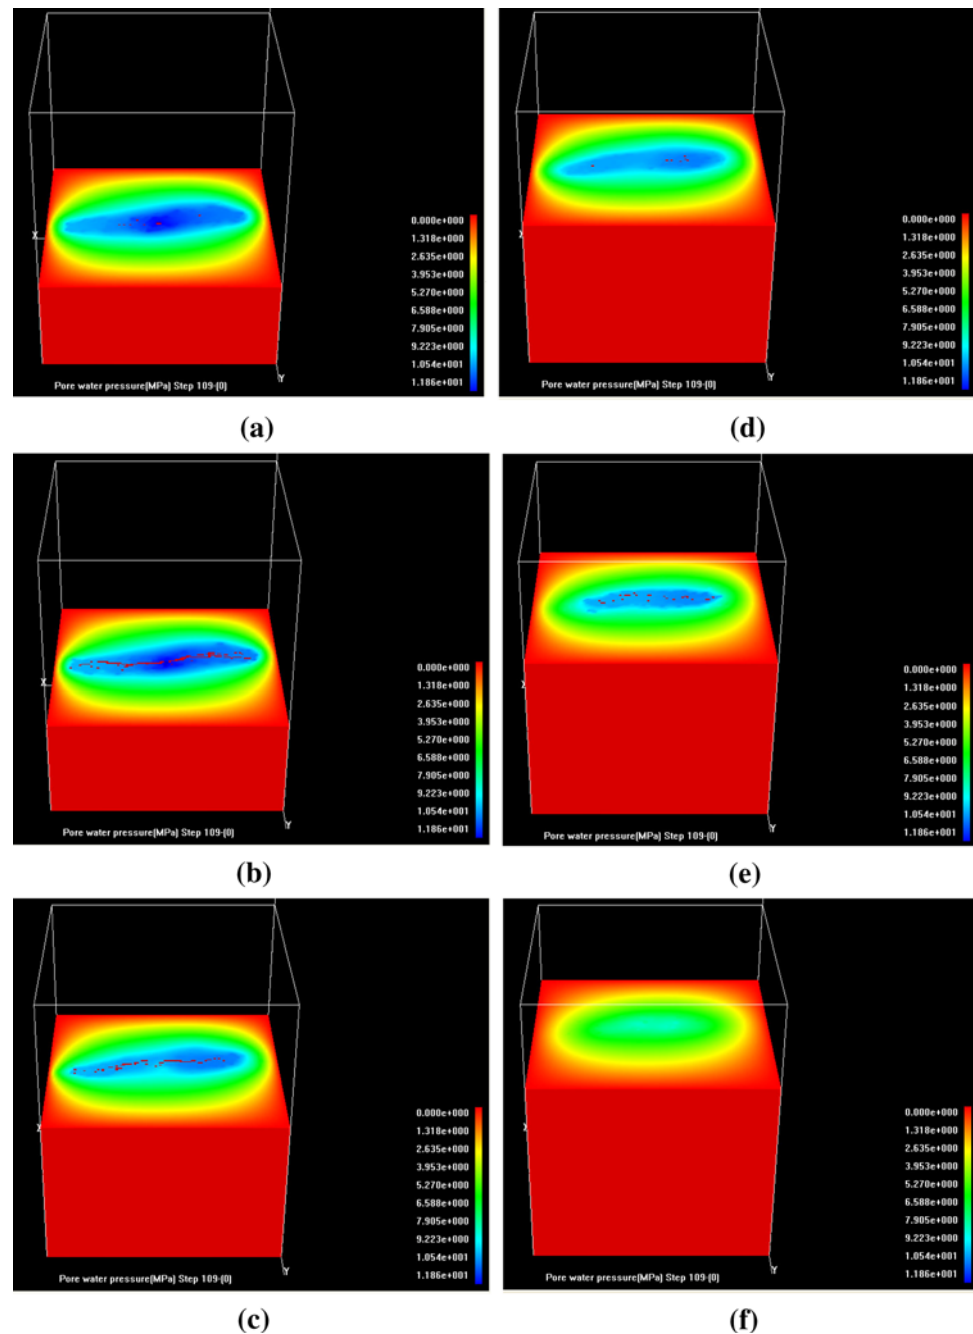 X
0.000e+000
1.318e+000
2.635e+000
3.953e+000
5.270e+000
6.588e+000
7.905e+000
9.223e+000
1.054e+001
1.186e+001
Y
Pore water pressure[MPa] Step 109-[0]
(a)
X
0.000e+000
1.318e+000
2.635e+000
3.953e+000
5.270e+000
6.588e+000
7.905e+000
9.223e+000
1.054e+001
1.186e+001
Y
Pore water pressure[MPa] Step 109-[0]
(d)
X
0.000e+000
1.318e+000
2.635e+000
3.953e+000
5.270e+000
6.588e+000
7.905e+000
9.223e+000
1.054e+001
1.186e+001
Y
Pore water pressure[MPa] Step 109-[0]
(b)
X
0.000e+000
1.318e+000
2.635e+000
3.953e+000
5.270e+000
6.588e+000
7.905e+000
9.223e+000
1.054e+001
1.186e+001
Y
Pore water pressure[MPa] Step 109-[0]
(e)
X
0.000e+000
1.318e+000
2.635e+000
3.953e+000
5.270e+000
6.588e+000
7.905e+000
9.223e+000
1.054e+001
1.186e+001
Y
Pore water pressure[MPa] Step 109-[0]
(c)
X
0.000e+000
1.318e+000
2.635e+000
3.953e+000
5.270e+000
6.588e+000
7.905e+000
9.223e+000
1.054e+001
1.186e+001
Y
Pore water pressure[MPa] Step 109-[0]
(f)